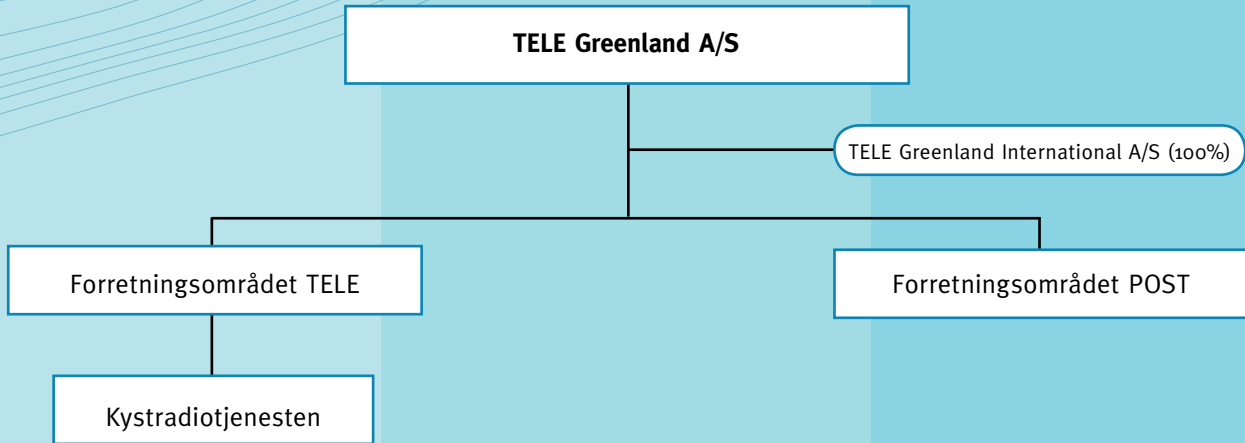 TELE Greenland A/S
TELE Greenland International A/S (100%)
Forretningsområdet TELE
Forretningsområdet POST
Kystradiotjenesten